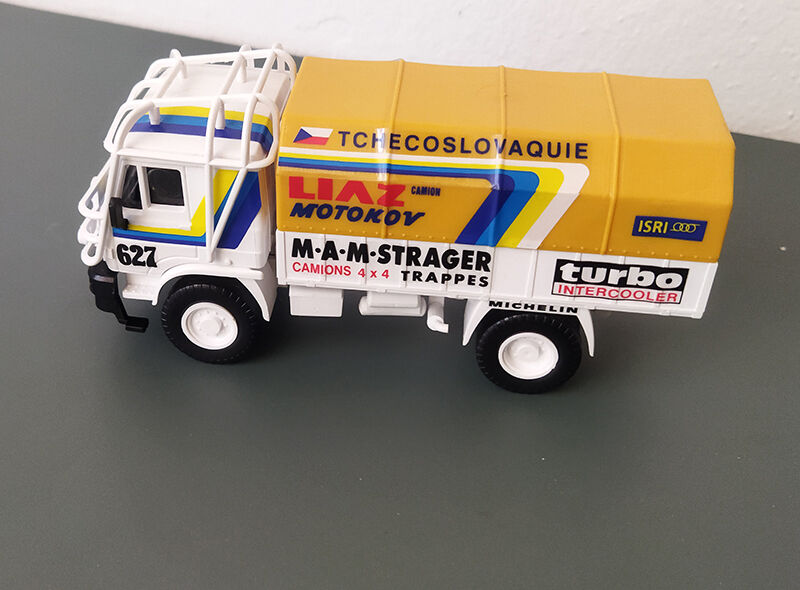 TCHECOSLOVAQUIE
LIAZ CAMION
MOTOKOV
ISRI
627
M·A·M·STRAGER
CAMIONS 4 x 4 TRAPPES
turbo
INTERCOOLER
MICHELIN